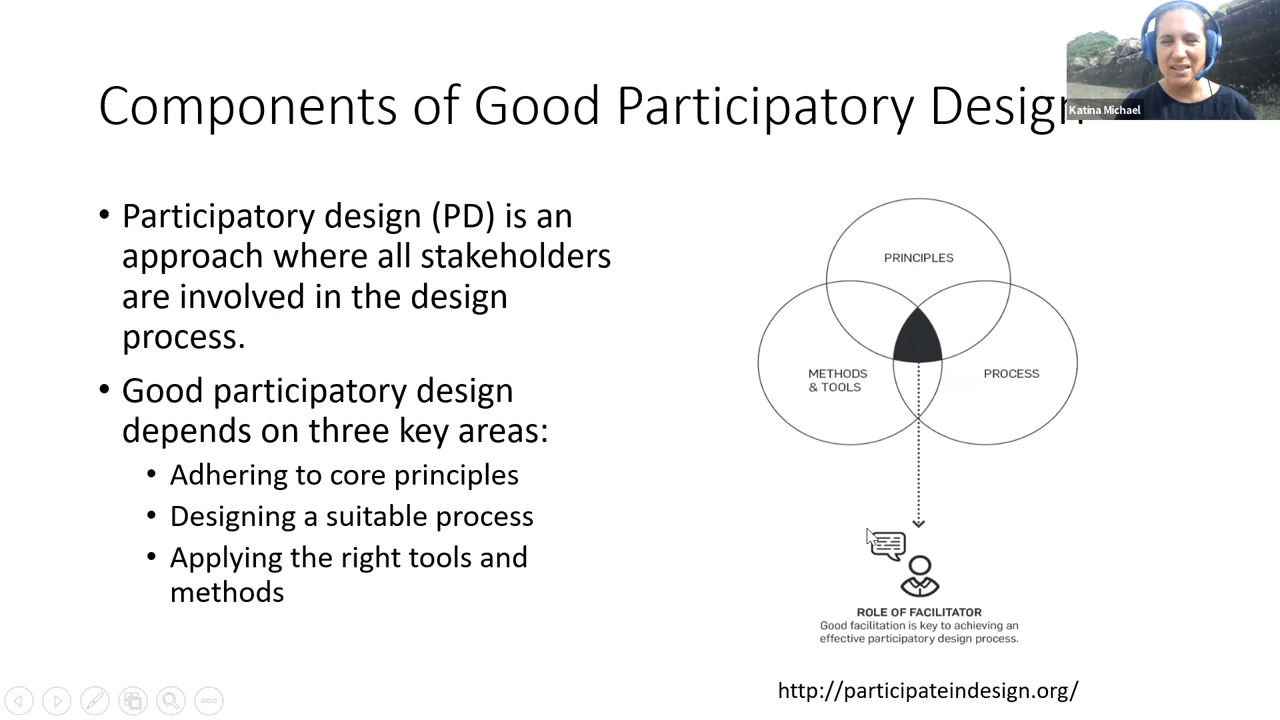 Components of Good Participatory Design
Katina Michael
• Participatory design (PD) is an
approach where all stakeholders
are involved in the design
process.
• Good participatory design
depends on three key areas:
• Adhering to core principles
• Designing a suitable process
• Applying the right tools and
methods
PRINCIPLES
METHODS
& TOOLS
PROCESS
ROLE OF FACILITATOR
Good facilitation is key to achieving an
effective participatory design process.
http://participateindesign.org/